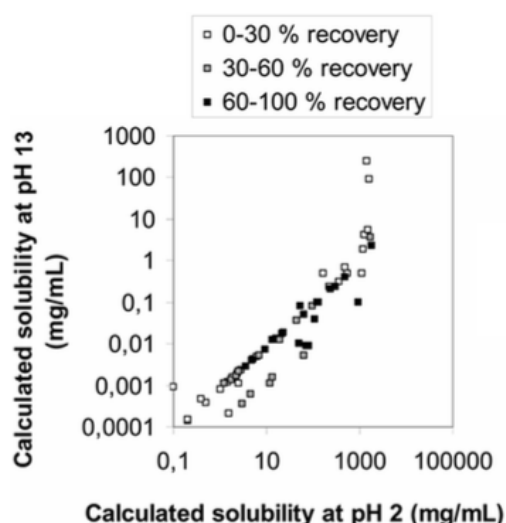 0-30 % recovery
30-60 % recovery
60-100 % recovery
Calculated solubility at pH 13
(mg/mL)
1000
100
10
1
0,1
0,01
0,001
0,0001
0,1
10
1000
100000
Calculated solubility at pH 2 (mg/mL)